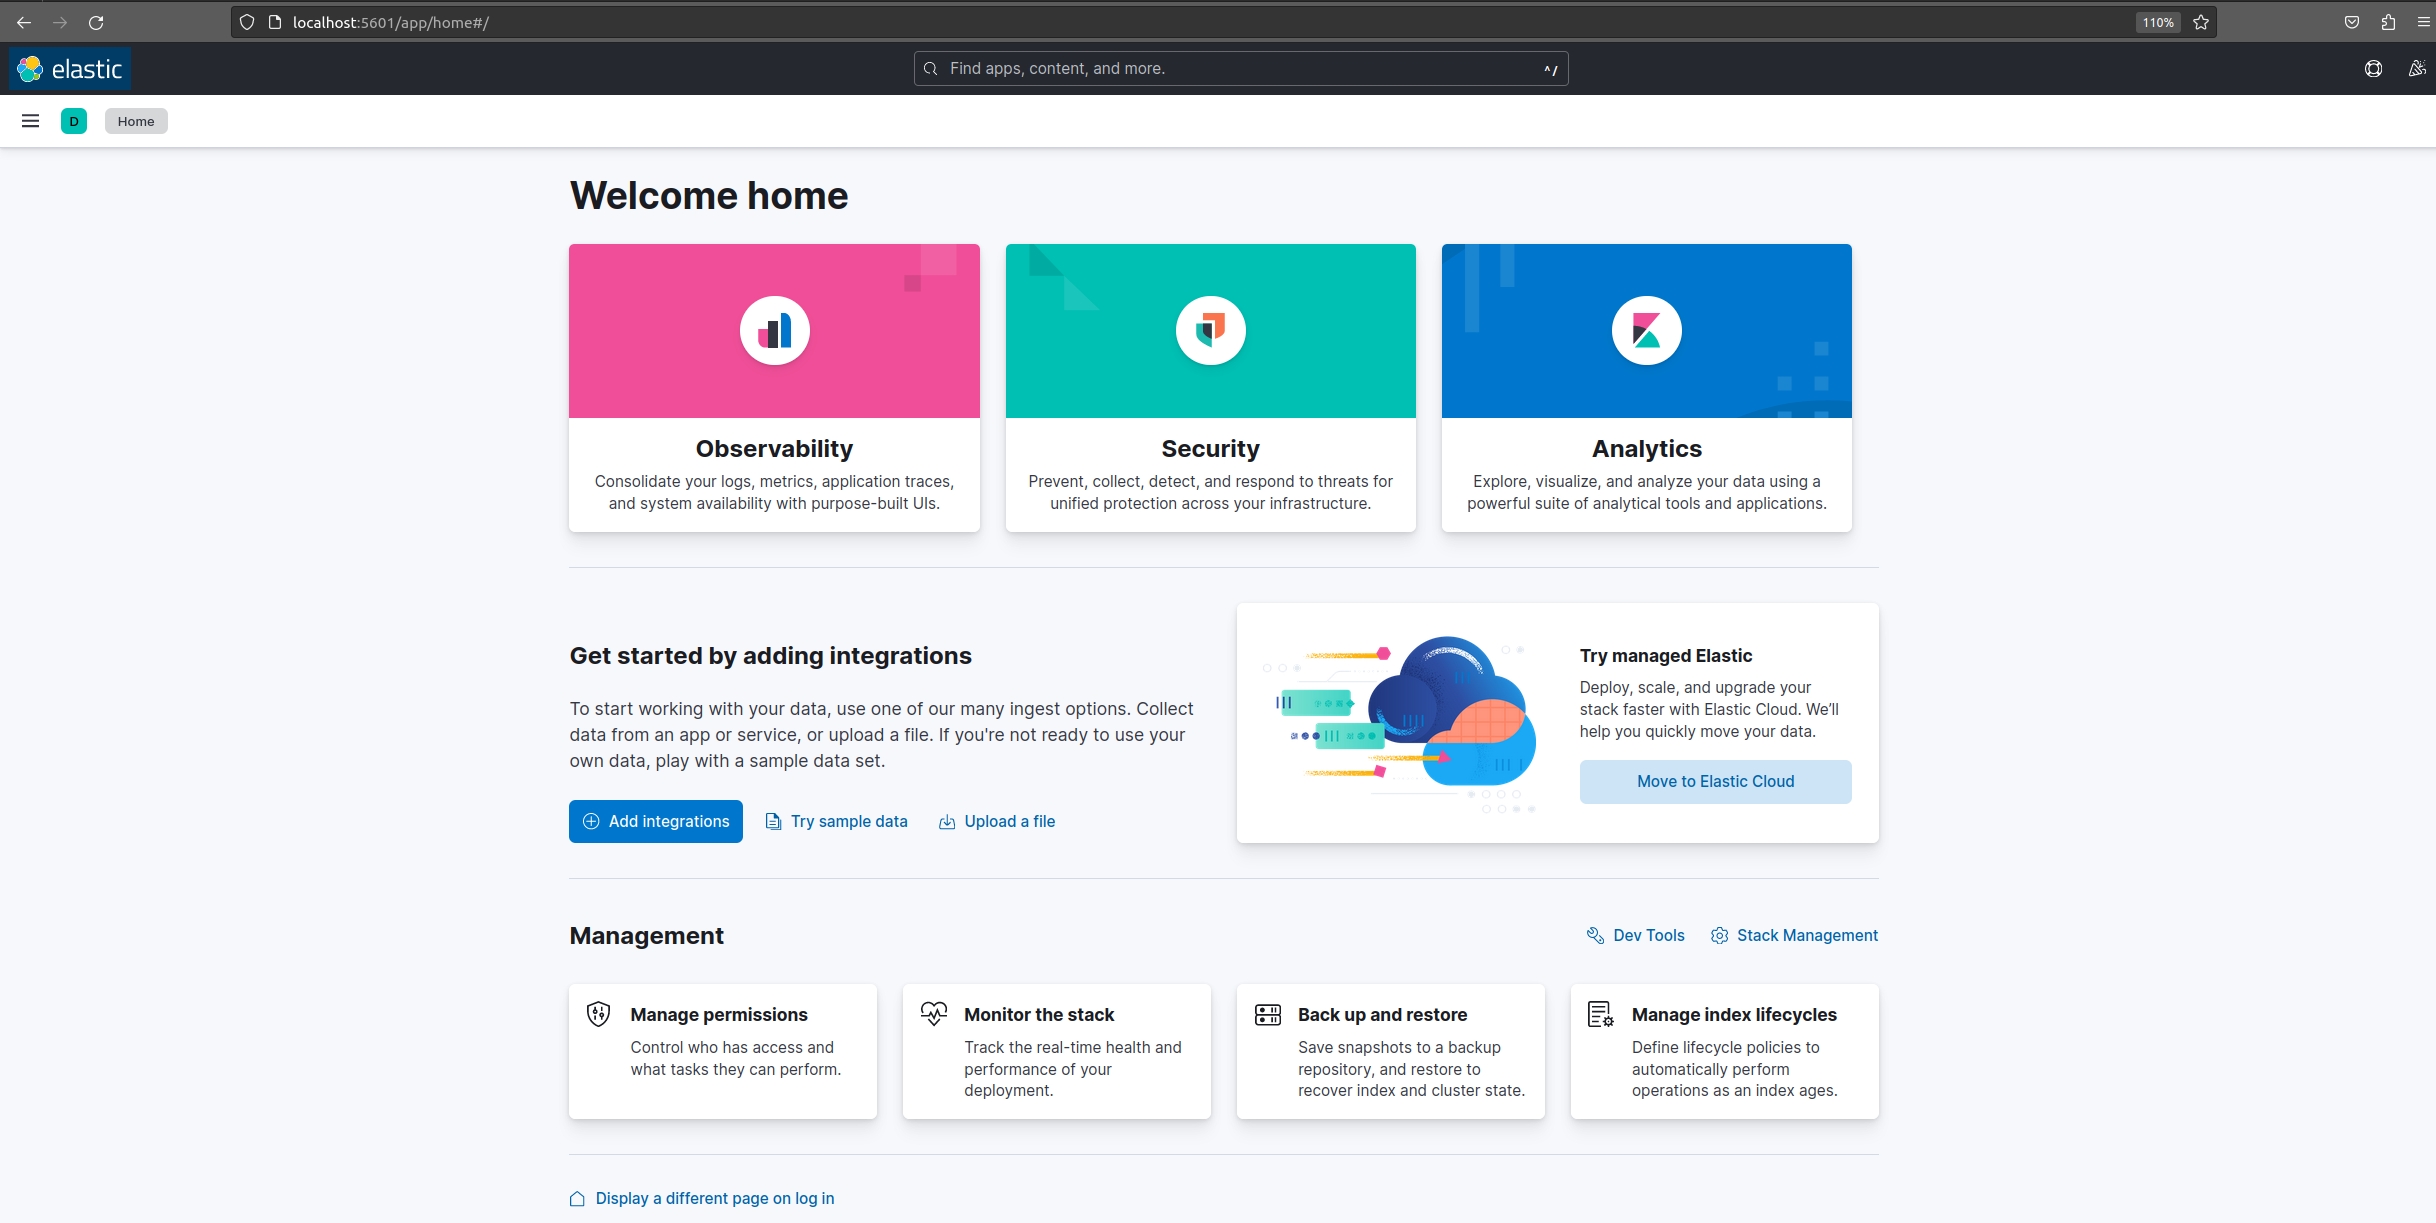 localhost:5601/app/home#/
110%
elastic
Find apps, content, and more.
^/
D
Home
Welcome home
Observability
Consolidate your logs, metrics, application traces,
and system availability with purpose-built UIs.
Security
Prevent, collect, detect, and respond to threats for
unified protection across your infrastructure.
Analytics
Explore, visualize, and analyze your data using a
powerful suite of analytical tools and applications.
Get started by adding integrations
To start working with your data, use one of our many ingest options. Collect
data from an app or service, or upload a file. If you're not ready to use your
own data, play with a sample data set.
Add integrations
Try sample data
Upload a file
Try managed Elastic
Deploy, scale, and upgrade your
stack faster with Elastic Cloud. We’ll
help you quickly move your data.
Move to Elastic Cloud
Management
Dev Tools
Stack Management
Manage permissions
Control who has access and
what tasks they can perform.
Monitor the stack
Track the real-time health and
performance of your
deployment.
Back up and restore
Save snapshots to a backup
repository, and restore to
recover index and cluster state.
Manage index lifecycles
Define lifecycle policies to
automatically perform
operations as an index ages.
Display a different page on log in